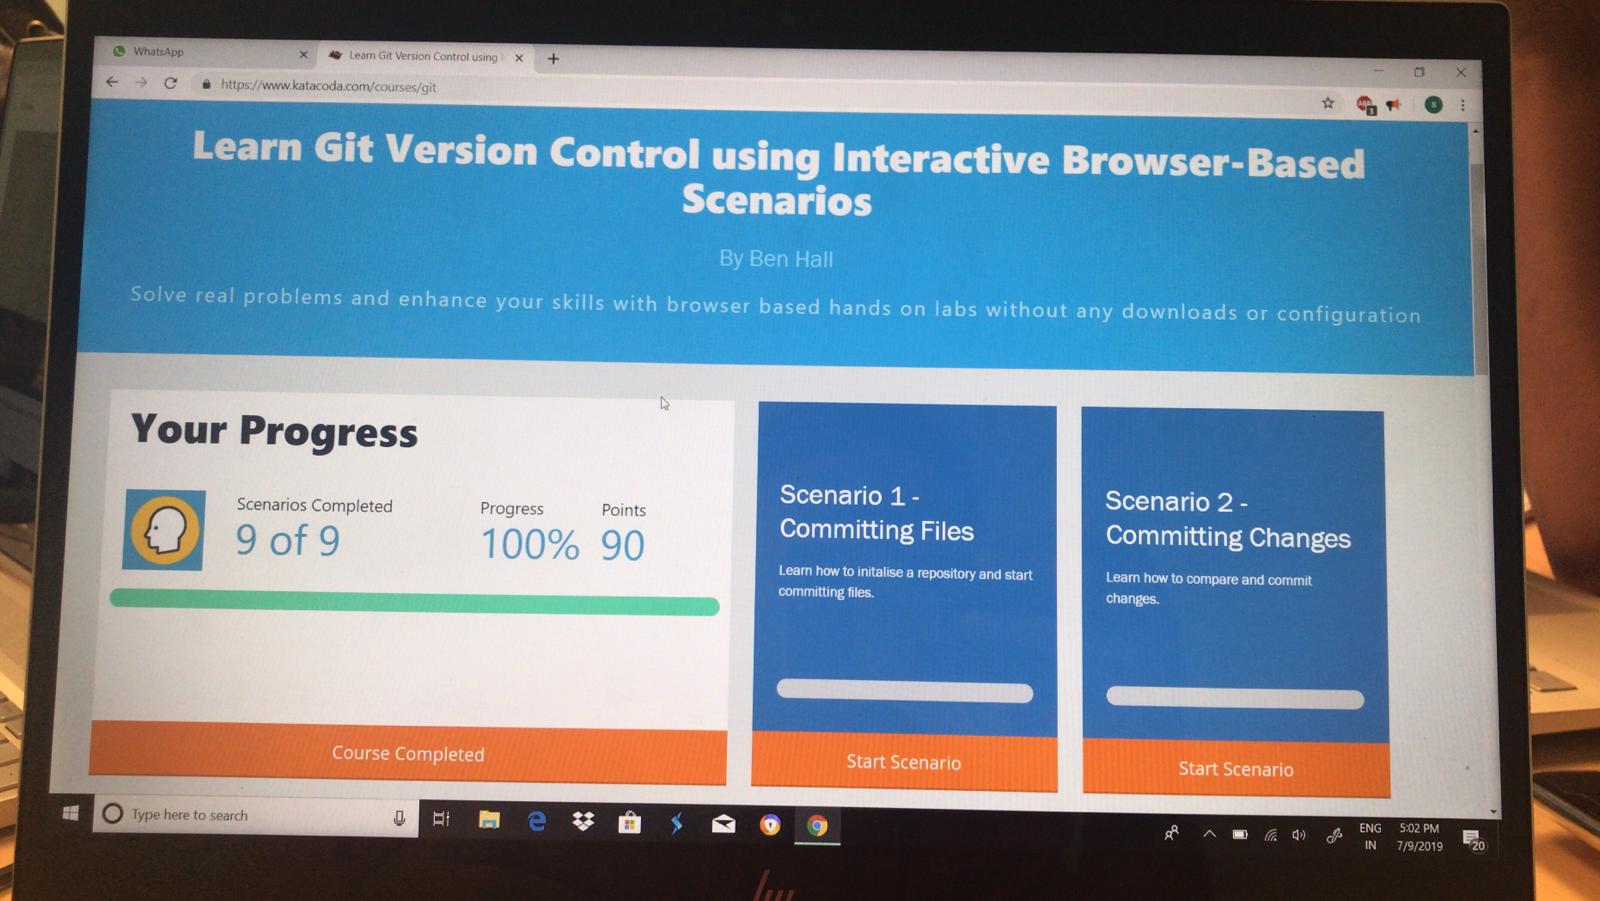 WhatsApp
Learn Git Version Control using
https://www.katacoda.com/courses/git
ABP
3
S
Learn Git Version Control using Interactive Browser-Based
Scenarios
By Ben Hall
Solve real problems and enhance your skills with browser based hands on labs without any downloads or configuration
Your Progress
Scenarios Completed
9 of 9
Progress
100%
Points
90
Course Completed
Scenario 1 -
Committing Files
Learn how to initalise a repository and start
committing files.
Start Scenario
Scenario 2 -
Committing Changes
Learn how to compare and commit
changes.
Start Scenario
Type here to search
ENG
IN
5:02 PM
7/9/2019
20
hp